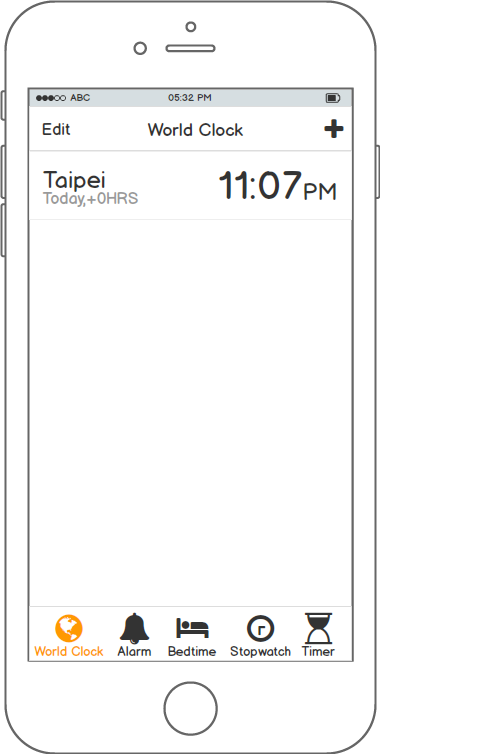 ABC 05:32 PM
Edit World Clock
Taipei 11:07PM
Today,+0HRS
World Clock Alarm Bedtime Stopwatch Timer